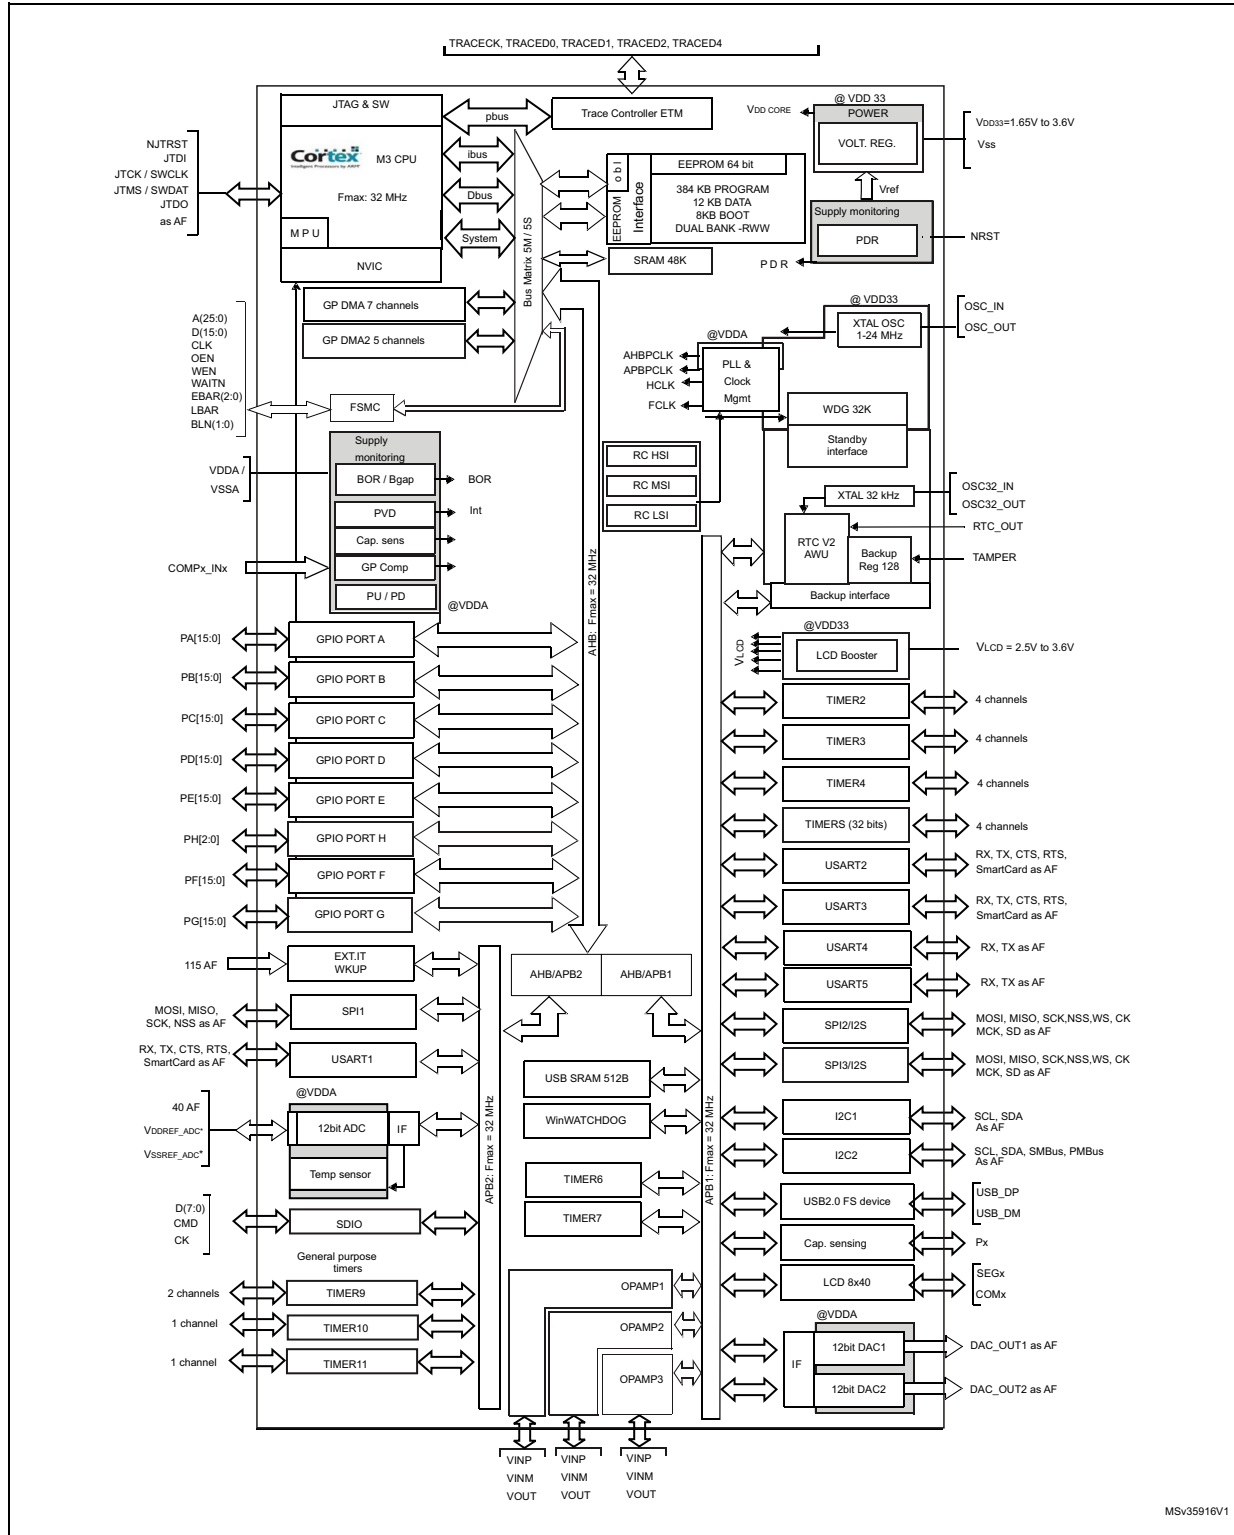 TRACECK, TRACED0, TRACED1, TRACED2, TRACED4
JTAG & SW
pbus
Trace Controller ETM
VDD CORE
@ VDD 33
POWER
VOLT. REG.
VDD33=1.65V to 3.6V
Vss
NJTRST
JTDI
JTCK / SWCLK
JTMS / SWDAT
JTDO
as AF
Cortex
Intelligent Processors by ARM®
M3 CPU
Fmax: 32 MHz
MPU
NVIC
ibus
Dbus
System
Bus Matrix 5M / 5S
EEPROM
obl
Interface
EEPROM 64 bit
384 KB PROGRAM
12 KB DATA
8KB BOOT
DUAL BANK -RWW
SRAM 48K
Vref
Supply monitoring
PDR
PDR
NRST
GP DMA 7 channels
GP DMA2 5 channels
A(25:0)
D(15:0)
CLK
OEN
WEN
WAITN
EBAR(2:0)
LBAR
BLN(1:0)
FSMC
@ VDD33
XTAL OSC
1-24 MHz
OSC_IN
OSC_OUT
@VDDA
AHBPCLK
APBPCLK
HCLK
FCLK
PLL &
Clock
Mgmt
WDG 32K
Standby
interface
Supply
monitoring
VDDA /
VSSA
BOR / Bgap
BOR
PVD
Int
Cap. sens
COMPx_INx
GP Comp
PU / PD
@VDDA
RC HSI
RC MSI
RC LSI
XTAL 32 kHz
OSC32_IN
OSC32_OUT
RTC V2
AWU
RTC_OUT
Backup
Reg 128
TAMPER
Backup interface
AHB: Fmax = 32 MHz
PA[15:0]
GPIO PORT A
PB[15:0]
GPIO PORT B
PC[15:0]
GPIO PORT C
PD[15:0]
GPIO PORT D
PE[15:0]
GPIO PORT E
PH[2:0]
GPIO PORT H
PF[15:0]
GPIO PORT F
PG[15:0]
GPIO PORT G
@VDD33
VLCD
LCD Booster
VLCD = 2.5V to 3.6V
TIMER2
4 channels
TIMER3
4 channels
TIMER4
4 channels
TIMERS (32 bits)
4 channels
USART2
RX, TX, CTS, RTS,
SmartCard as AF
USART3
RX, TX, CTS, RTS,
SmartCard as AF
USART4
RX, TX as AF
USART5
RX, TX as AF
SPI2/I2S
MOSI, MISO, SCK,NSS,WS, CK
MCK, SD as AF
SPI3/I2S
MOSI, MISO, SCK,NSS,WS, CK
MCK, SD as AF
I2C1
SCL, SDA
As AF
I2C2
SCL, SDA, SMBus, PMBus
As AF
USB2.0 FS device
USB_DP
USB_DM
Cap. sensing
Px
LCD 8x40
SEGx
COMx
@VDDA
IF
12bit DAC1
DAC_OUT1 as AF
12bit DAC2
DAC_OUT2 as AF
115 AF
EXT.IT
WKUP
MOSI, MISO,
SCK, NSS as AF
SPI1
RX, TX, CTS, RTS,
SmartCard as AF
USART1
AHB/APB2
AHB/APB1
USB SRAM 512B
WinWATCHDOG
TIMER6
TIMER7
APB2: Fmax = 32 MHz
APB1: Fmax = 32 MHz
@VDDA
40 AF
VDDREF_ADC*
VSSREF_ADC*
12bit ADC
IF
Temp sensor
D(7:0)
CMD
CK
SDIO
General purpose
timers
2 channels
TIMER9
1 channel
TIMER10
1 channel
TIMER11
OPAMP1
OPAMP2
OPAMP3
VINP
VINM
VOUT
VINP
VINM
VOUT
VINP
VINM
VOUT
MSv35916V1